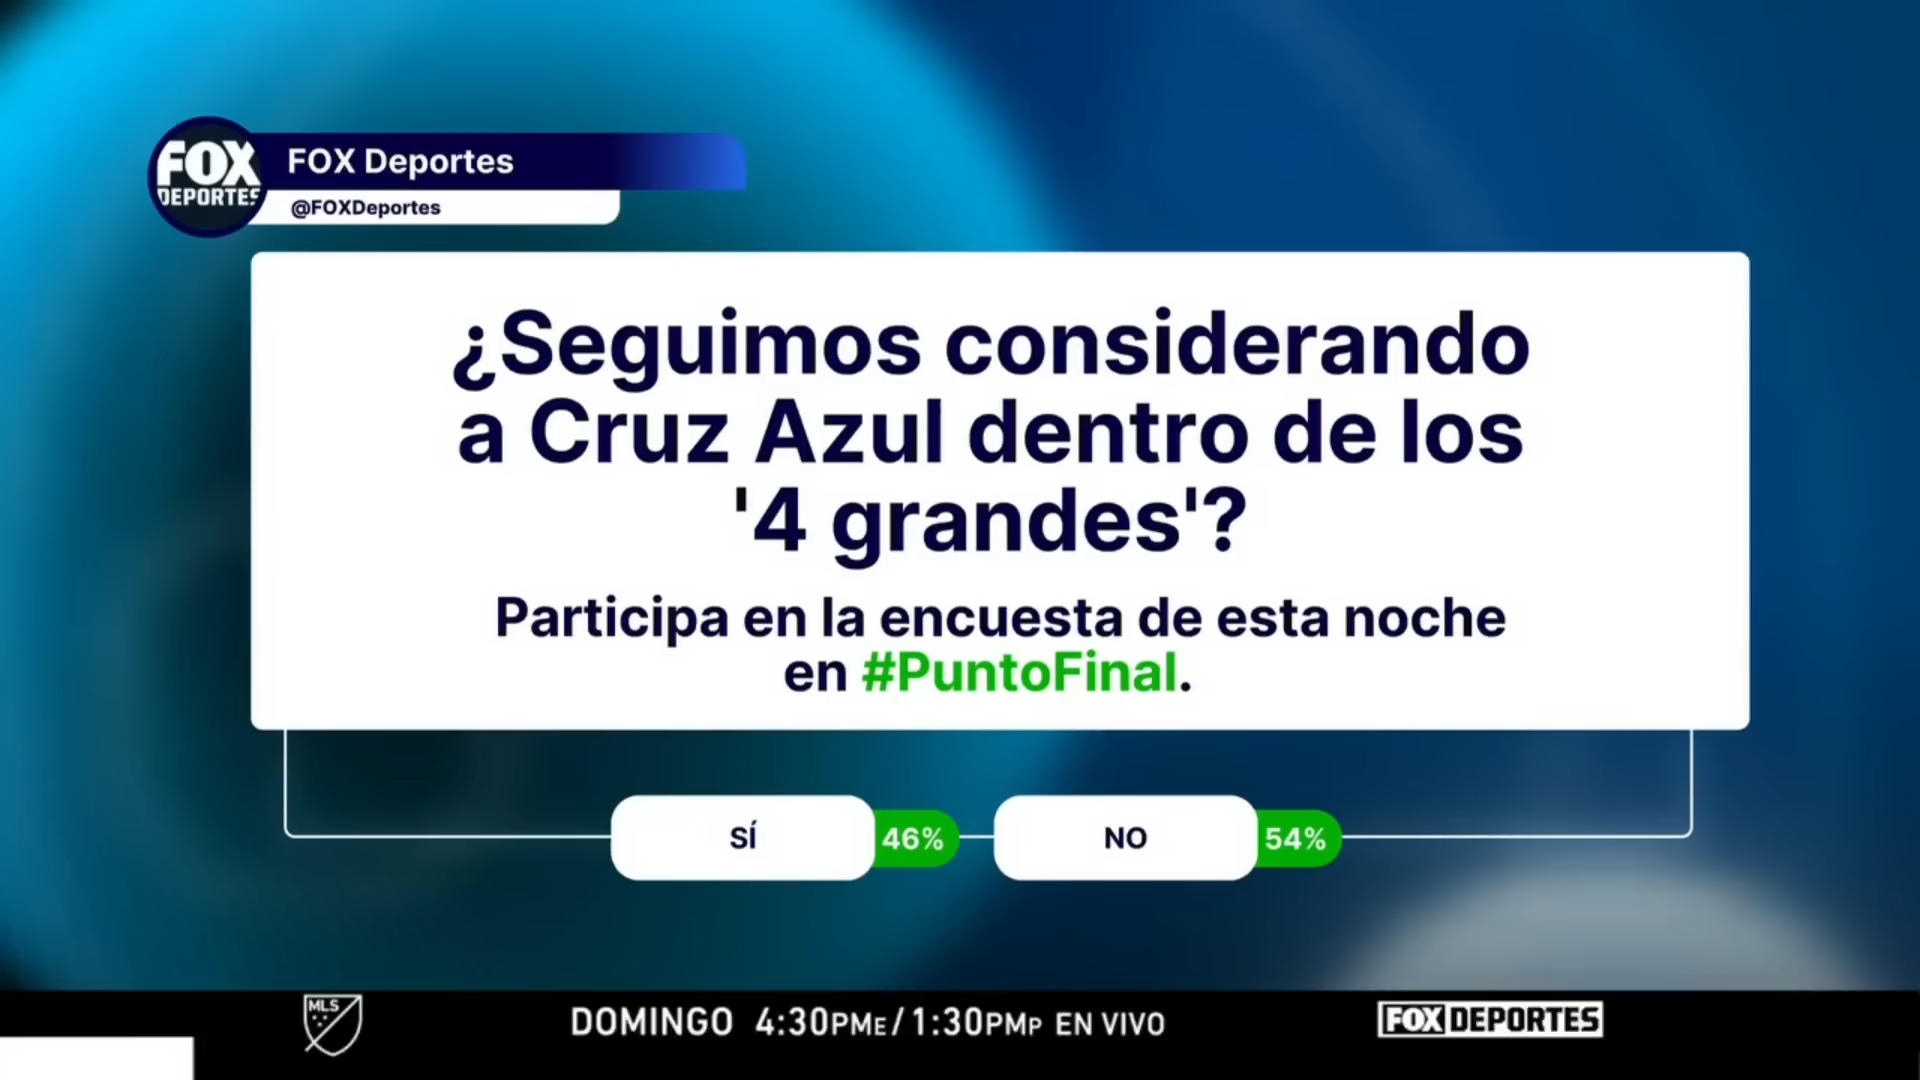 FOX
DEPORTES
FOX Deportes
@FOXDeportes
¿Seguimos considerando
a Cruz Azul dentro de los
'4 grandes'?
Participa en la encuesta de esta noche
en #PuntoFinal.
SÍ 46% NO 54%
MLS DOMINGO 4:30PME/1:30PMP EN VIVO FOX DEPORTES